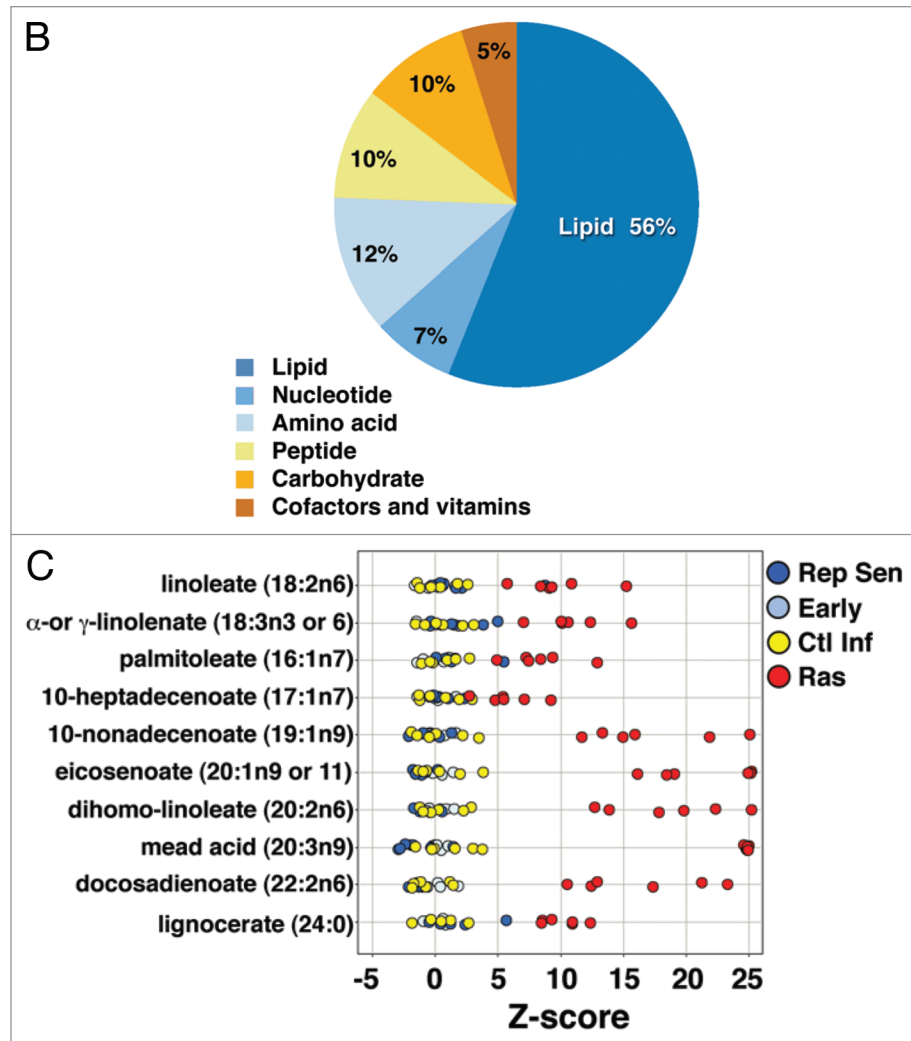 B
5%
10%
10%
Lipid 56%
12%
7%
Lipid
Nucleotide
Amino acid
Peptide
Carbohydrate
Cofactors and vitamins
C
linoleate (18:2n6)
α-or γ-linolenate (18:3n3 or 6)
palmitoleate (16:1n7)
10-heptadecenoate (17:1n7)
10-nonadecenoate (19:1n9)
eicosenoate (20:1n9 or 11)
dihomo-linoleate (20:2n6)
mead acid (20:3n9)
docosadienoate (22:2n6)
lignocerate (24:0)
Rep Sen
Early
Ctl Inf
Ras
-5 0 5 10 15 20 25
Z-score